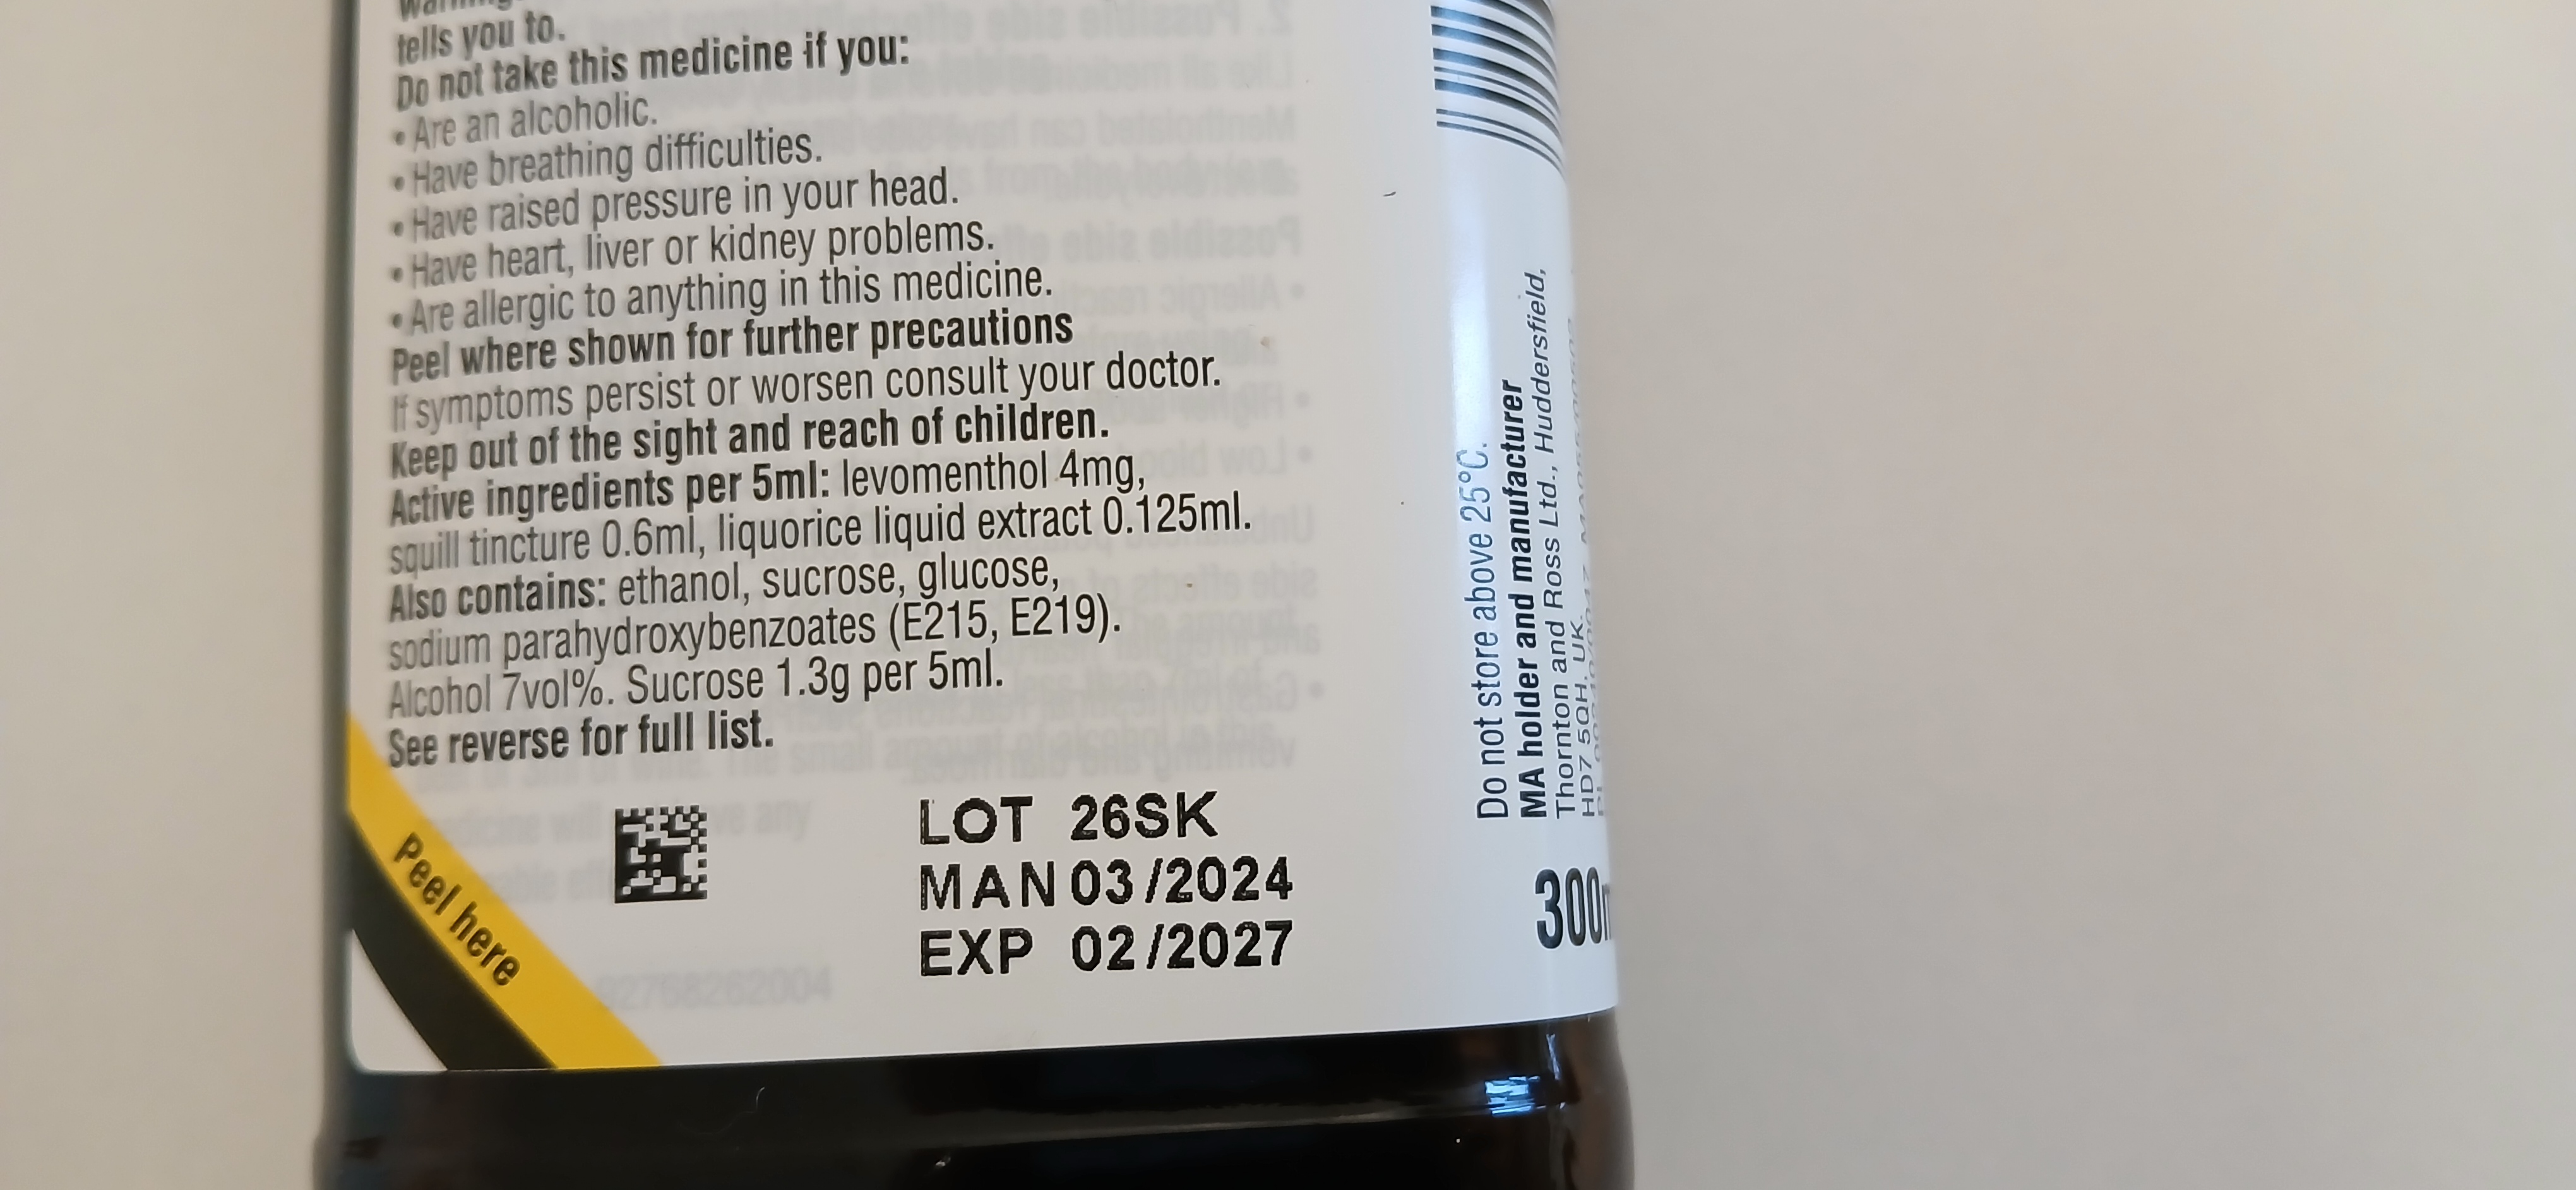 tells you to.
Do not take this medicine if you:
• Are an alcoholic.
• Have breathing difficulties.
• Have raised pressure in your head.
• Have heart, liver or kidney problems.
• Are allergic to anything in this medicine.
Peel where shown for further precautions
If symptoms persist or worsen consult your doctor.
Keep out of the sight and reach of children.
Active ingredients per 5ml: levomenthol 4mg,
squill tincture 0.6ml, liquorice liquid extract 0.125ml.
Also contains: ethanol, sucrose, glucose,
sodium parahydroxybenzoates (E215, E219).
Alcohol 7vol%. Sucrose 1.3g per 5ml.
See reverse for full list.
Peel here
LOT 26SK
MAN 03/2024
EXP 02/2027
Do not store above 25°C.
MA holder and manufacturer
Thornton and Ross Ltd., Huddersfield,
HD7 5QH, UK.
300